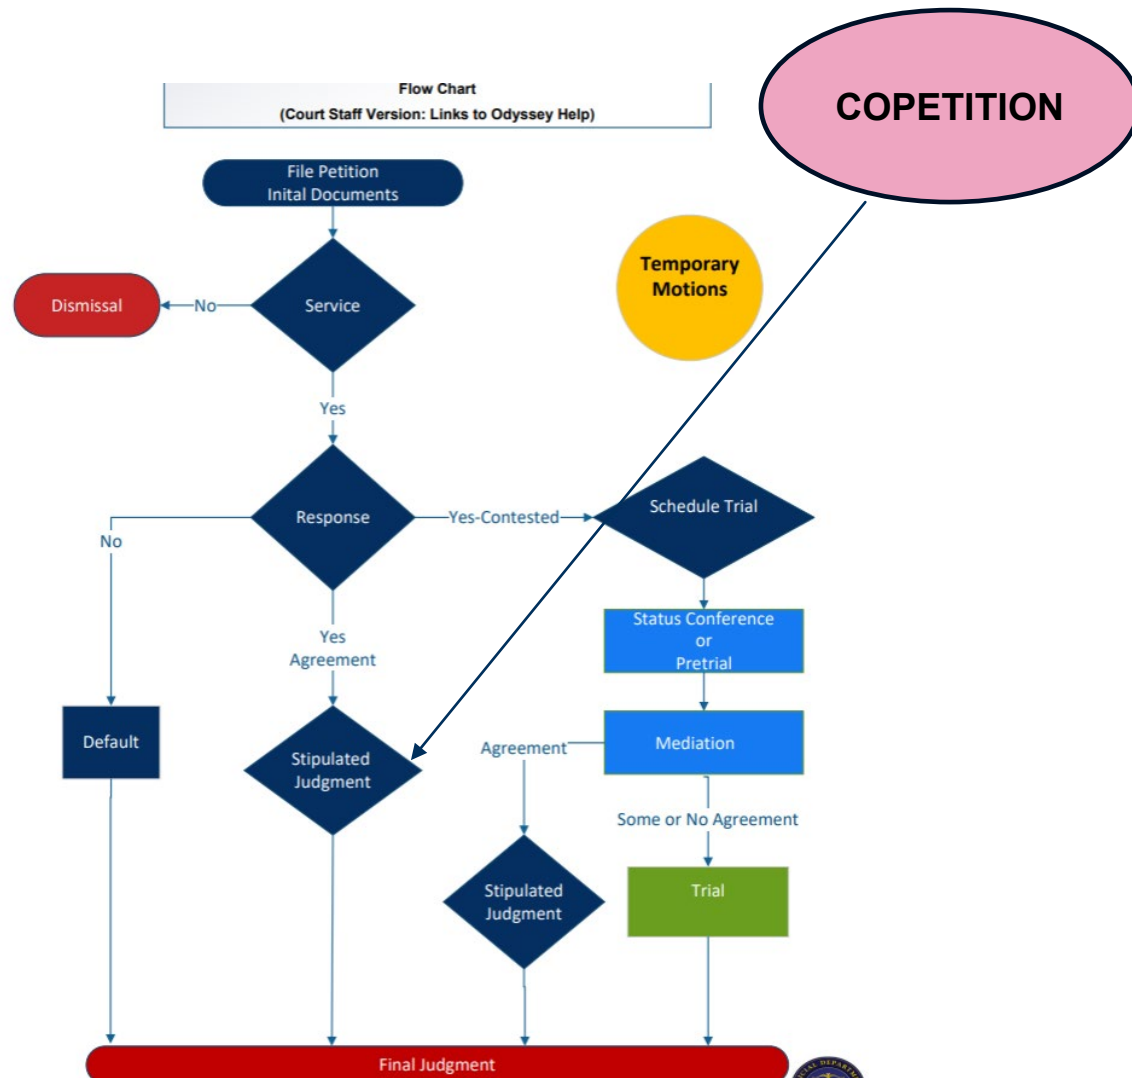 Flow Chart
(Court Staff Version: Links to Odyssey Help)
COPETITION
File Petition
Inital Documents
Temporary
Motions
Dismissal
No
Service
Yes
Response
Yes-Contested
Schedule Trial
No
Yes
Agreement
Status Conference
or
Pretrial
Default
Stipulated
Judgment
Agreement
Mediation
Some or No Agreement
Stipulated
Judgment
Trial
Final Judgment